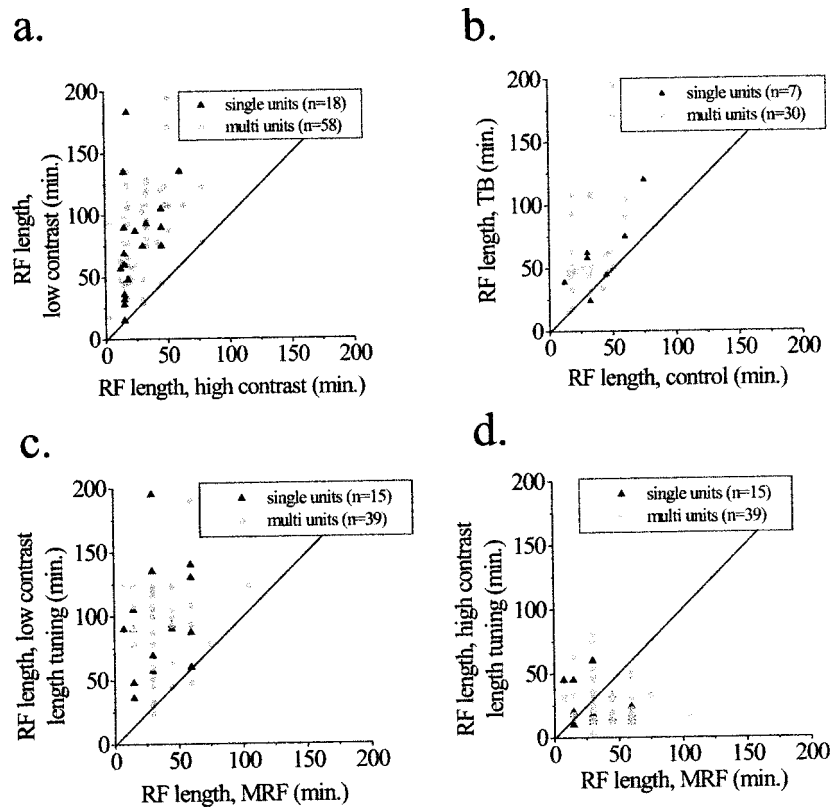 a.
RF length,
low contrast (min.)
200
150
100
50
0
single units (n=18)
multi units (n=58)
0 50 100 150 200
RF length, high contrast (min.)
b.
RF length, TB (min.)
200
150
100
50
0
single units (n=7)
multi units (n=30)
0 50 100 150 200
RF length, control (min.)
c.
RF length, low contrast
length tuning (min.)
200
150
100
50
0
single units (n=15)
multi units (n=39)
0 50 100 150 200
RF length, MRF (min.)
d.
RF length, high contrast
length tuning (min.)
200
150
100
50
0
single units (n=15)
multi units (n=39)
0 50 100 150 200
RF length, MRF (min.)